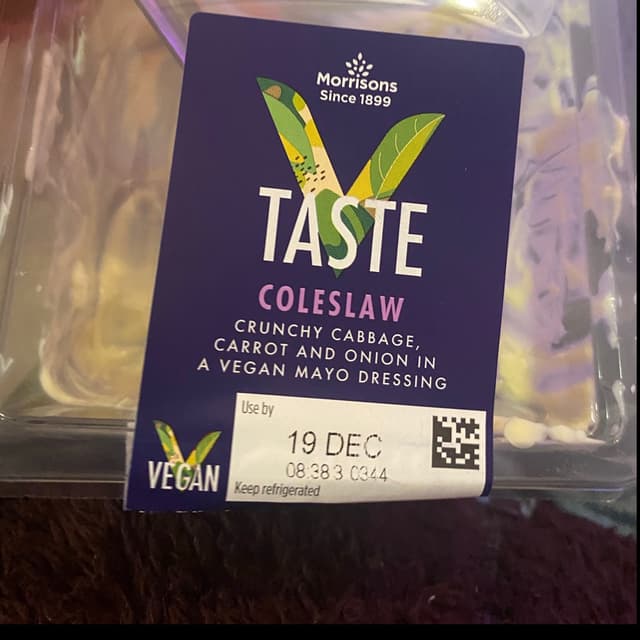 Morrisons
Since 1899
TASTE
COLESLAW
CRUNCHY CABBAGE,
CARROT AND ONION IN
A VEGAN MAYO DRESSING
Use by
19 DEC
08:38 3 0344
Keep refrigerated
VEGAN